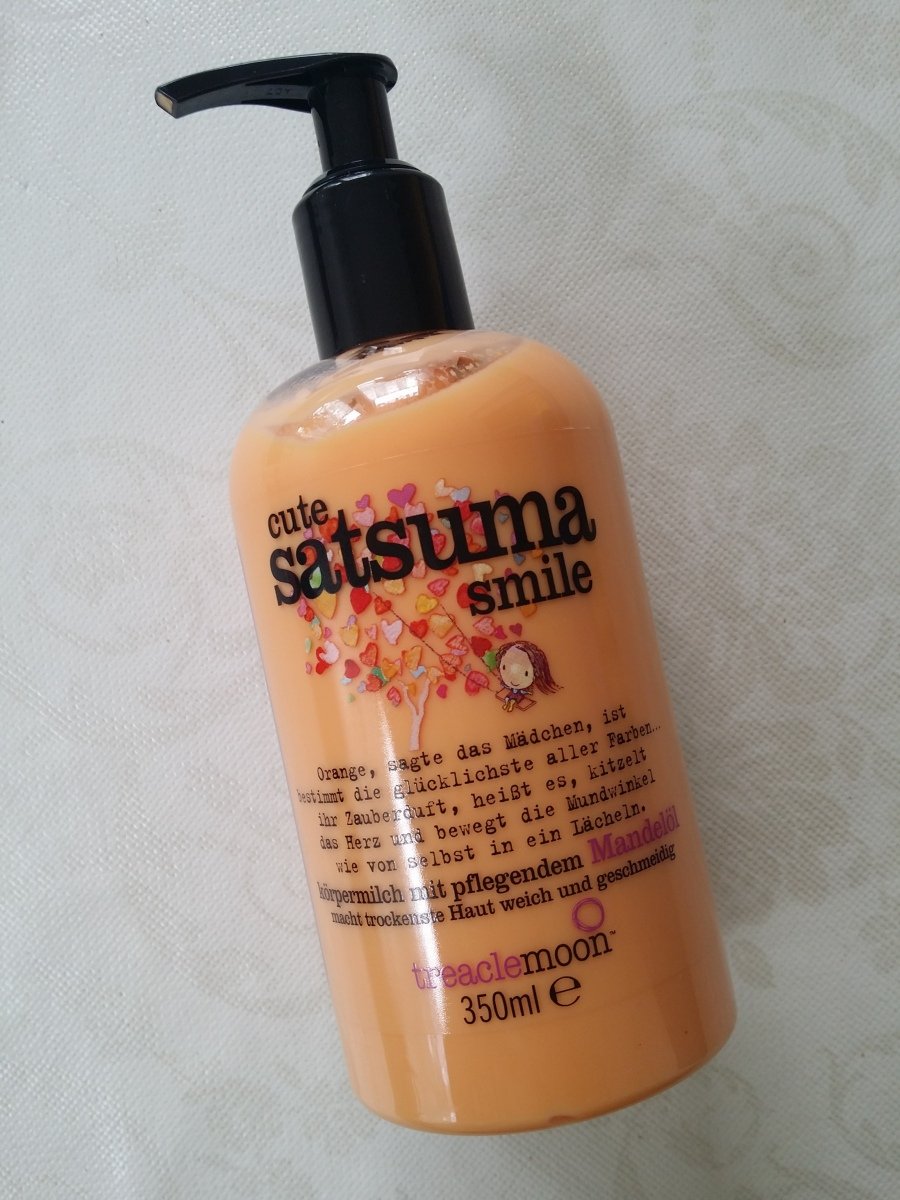 cute
satsuma
smile
Orange, sagte das Mädchen, ist
bestimmt die glücklichste aller Farben...
ihr Zauberduft, heißt es, kitzelt
das Herz und bewegt die Mundwinkel
wie von selbst in ein Lächeln.
körpermilch mit pflegendem Mandelöl
macht trockenste Haut weich und geschmeidig
treaclemoon™
350ml ℮